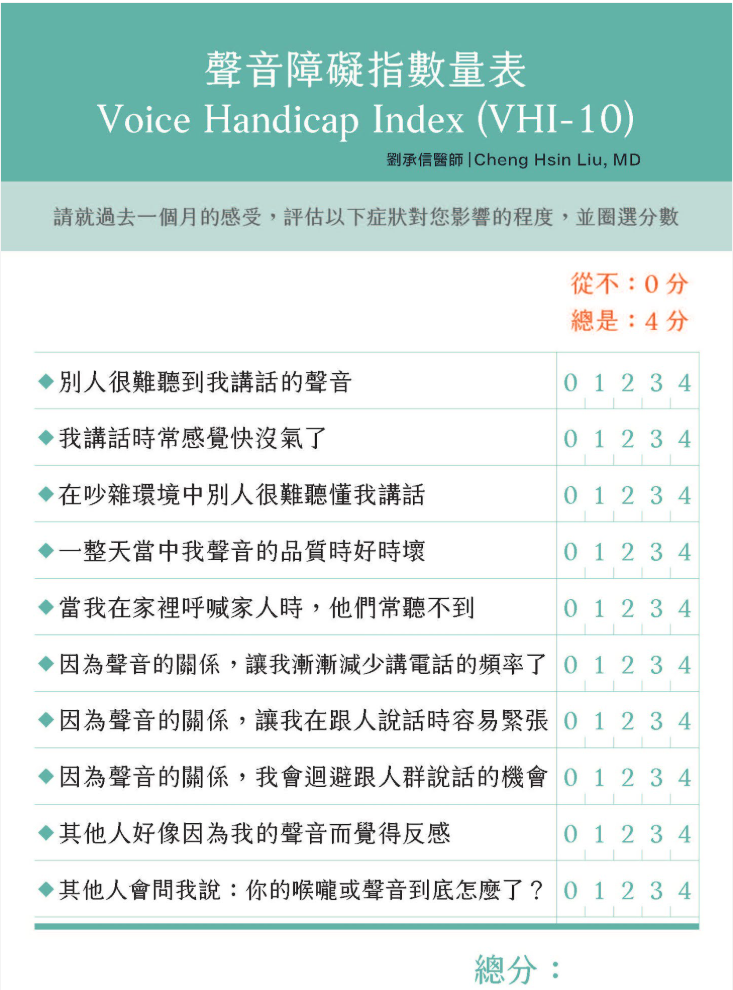 聲音障礙指數量表
Voice Handicap Index (VHI-10)
劉承信醫師|Cheng Hsin Liu, MD
請就過去一個月的感受，評估以下症狀對您影響的程度，並圈選分數
從不：0 分
總是：4 分
◆別人很難聽到我講話的聲音 0 1 2 3 4
◆我講話時常感覺快沒氣了 0 1 2 3 4
◆在吵雜環境中別人很難聽懂我講話 0 1 2 3 4
◆一整天當中我聲音的品質時好時壞 0 1 2 3 4
◆當我在家裡呼喊家人時，他們常聽不到 0 1 2 3 4
◆因為聲音的關係，讓我漸漸減少講電話的頻率了 0 1 2 3 4
◆因為聲音的關係，讓我在跟人說話時容易緊張 0 1 2 3 4
◆因為聲音的關係，我會迴避跟人群說話的機會 0 1 2 3 4
◆其他人好像因為我的聲音而覺得反感 0 1 2 3 4
◆其他人會問我說：你的喉嚨或聲音到底怎麼了？ 0 1 2 3 4
總分：